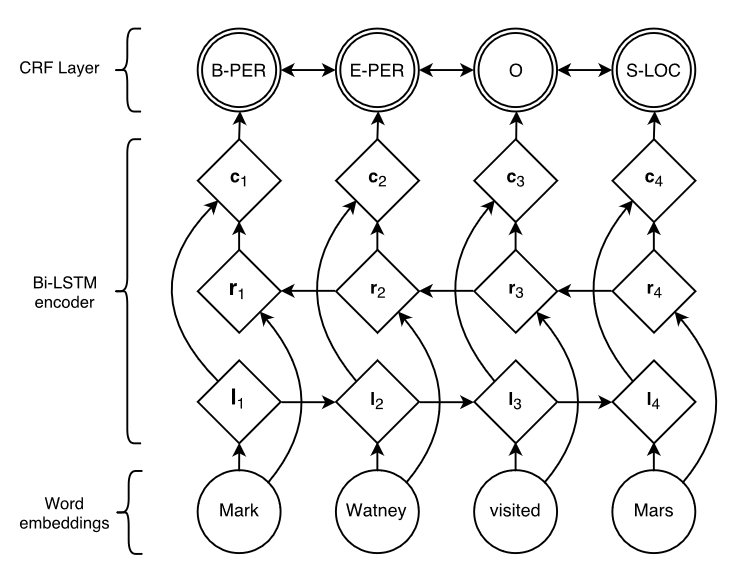 CRF Layer
B-PER E-PER O S-LOC
c₁ c₂ c₃ c₄
Bi-LSTM
encoder
r₁ r₂ r₃ r₄
l₁ l₂ l₃ l₄
Word
embeddings
Mark Watney visited Mars